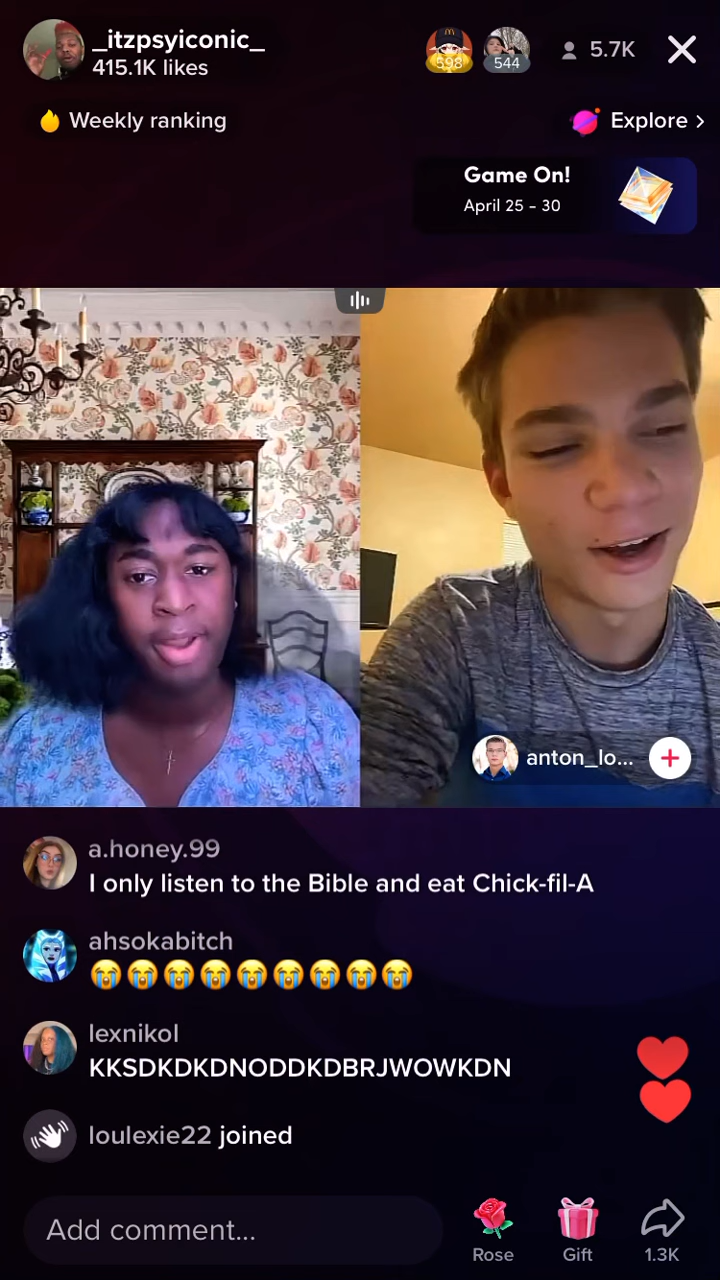 _itzpsyiconic_
415.1K likes
598
544
5.7K
Weekly ranking
Explore >
Game On!
April 25 - 30
anton_lo...
a.honey.99
I only listen to the Bible and eat Chick-fil-A
ahsokabitch
😭😭😭😭😭😭😭😭😭
lexnikol
KKSDKDKDNODDKDBRJWOWKDN
loulexie22 joined
Add comment...
Rose
Gift
1.3K